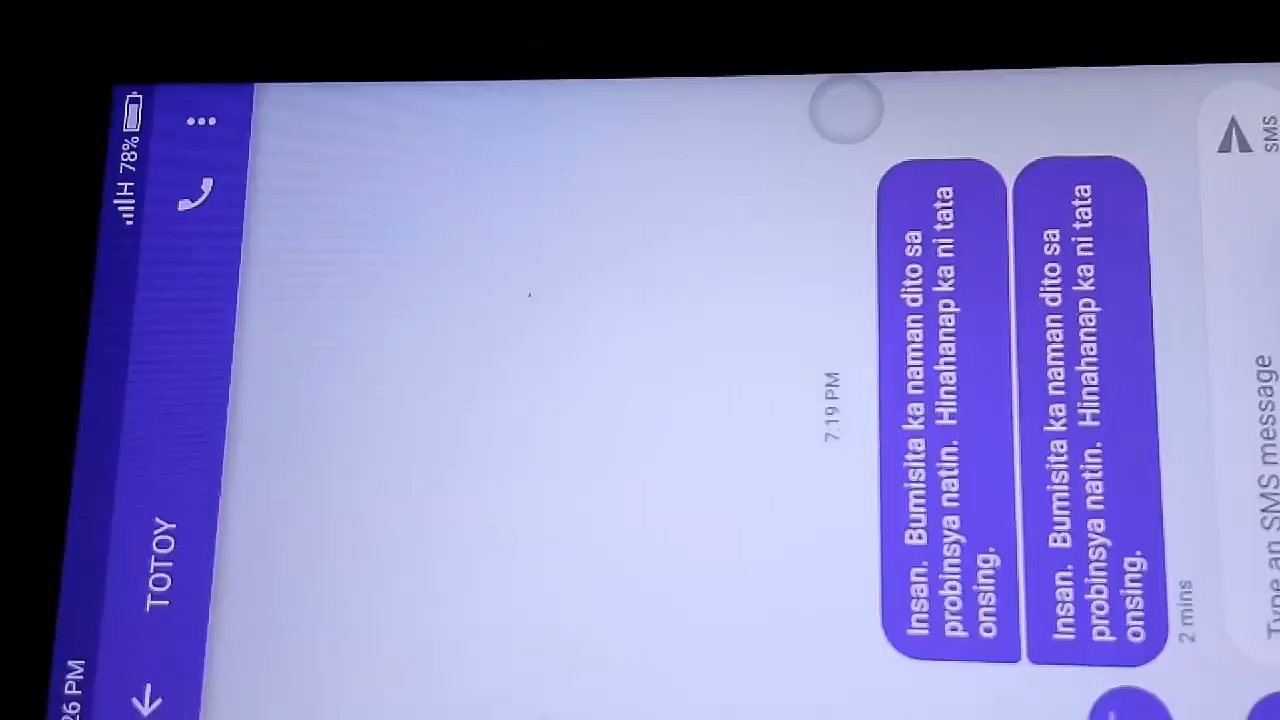 26 PM
H 78%
TOTOY
7:19 PM
Insan. Bumisita ka naman dito sa
probinsya natin. Hinahanap ka ni tata
onsing.
Insan. Bumisita ka naman dito sa
probinsya natin. Hinahanap ka ni tata
onsing.
2 mins
Type an SMS message
SMS